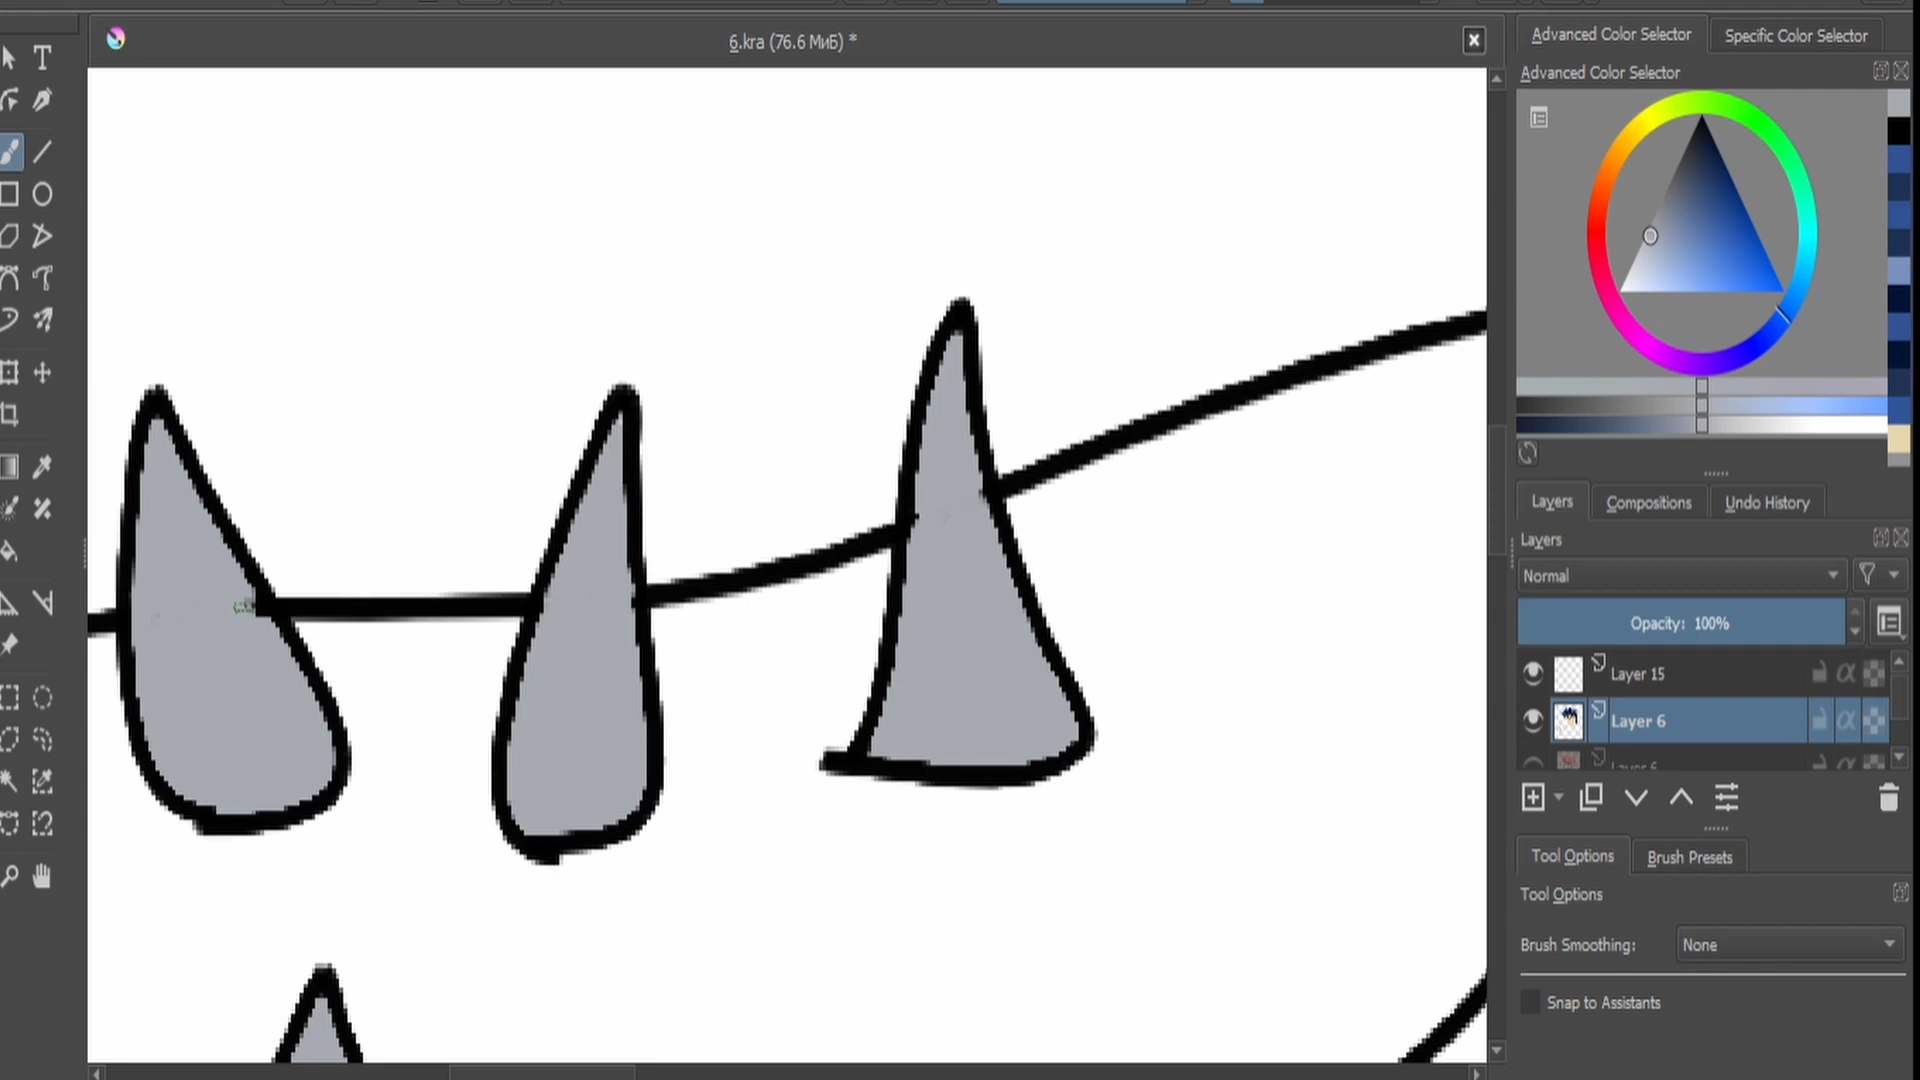 6.kra (76.6 МиБ) *
Advanced Color Selector
Specific Color Selector
Advanced Color Selector
Layers
Compositions
Undo History
Layers
Normal
Opacity: 100%
Layer 15
Layer 6
Layer 6
Tool Options
Brush Presets
Tool Options
Brush Smoothing:
None
Snap to Assistants